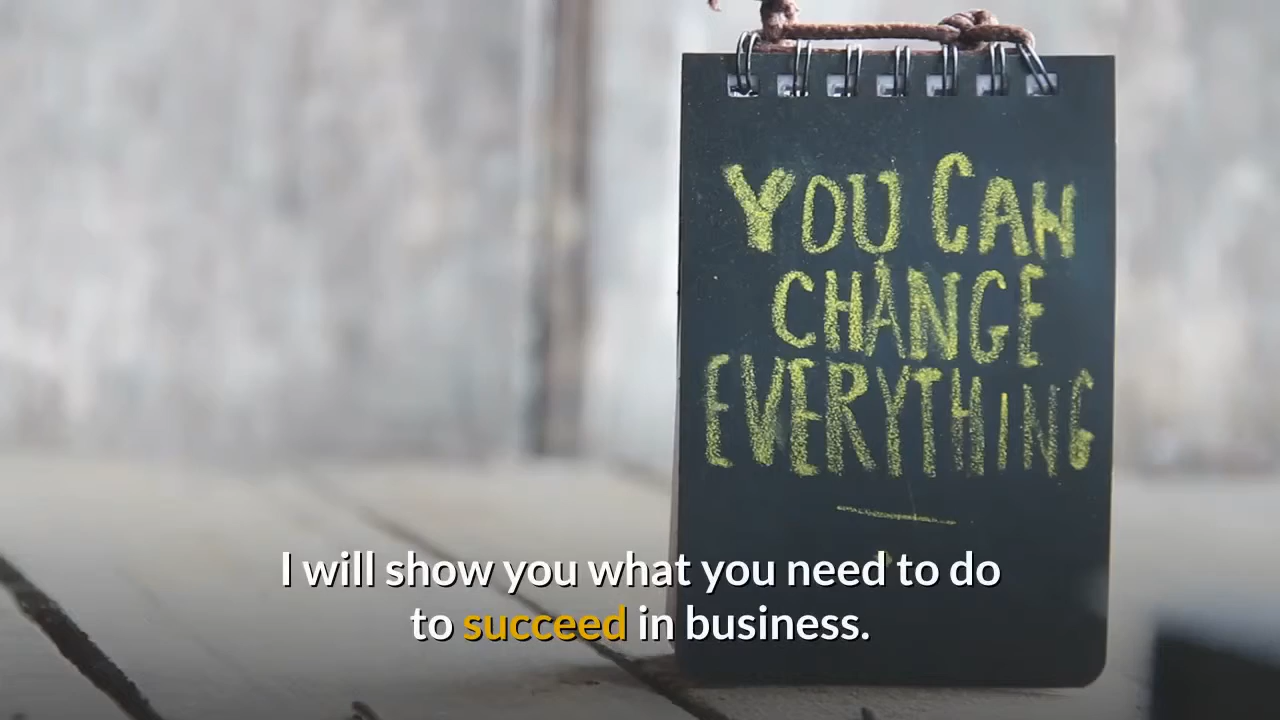 YOU CAN
CHANGE
EVERYTHING
I will show you what you need to do
to succeed in business.